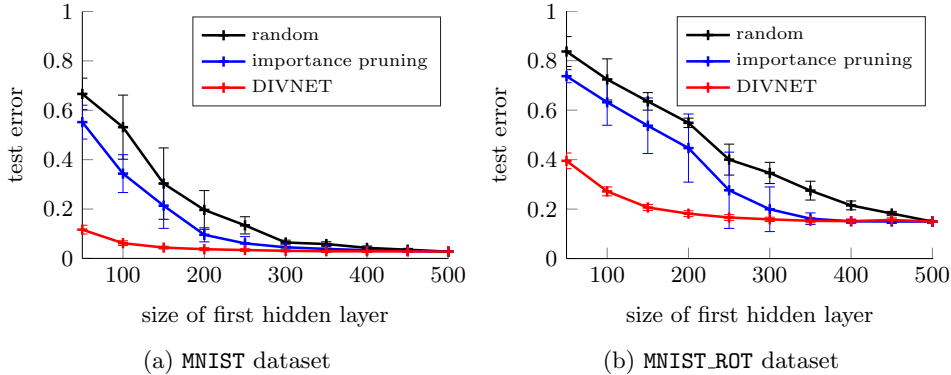 random
importance pruning
DIVNET
test error
1
0.8
0.6
0.4
0.2
0
100 200 300 400 500
size of first hidden layer
(a) MNIST dataset
random
importance pruning
DIVNET
test error
1
0.8
0.6
0.4
0.2
0
100 200 300 400 500
size of first hidden layer
(b) MNIST_ROT dataset